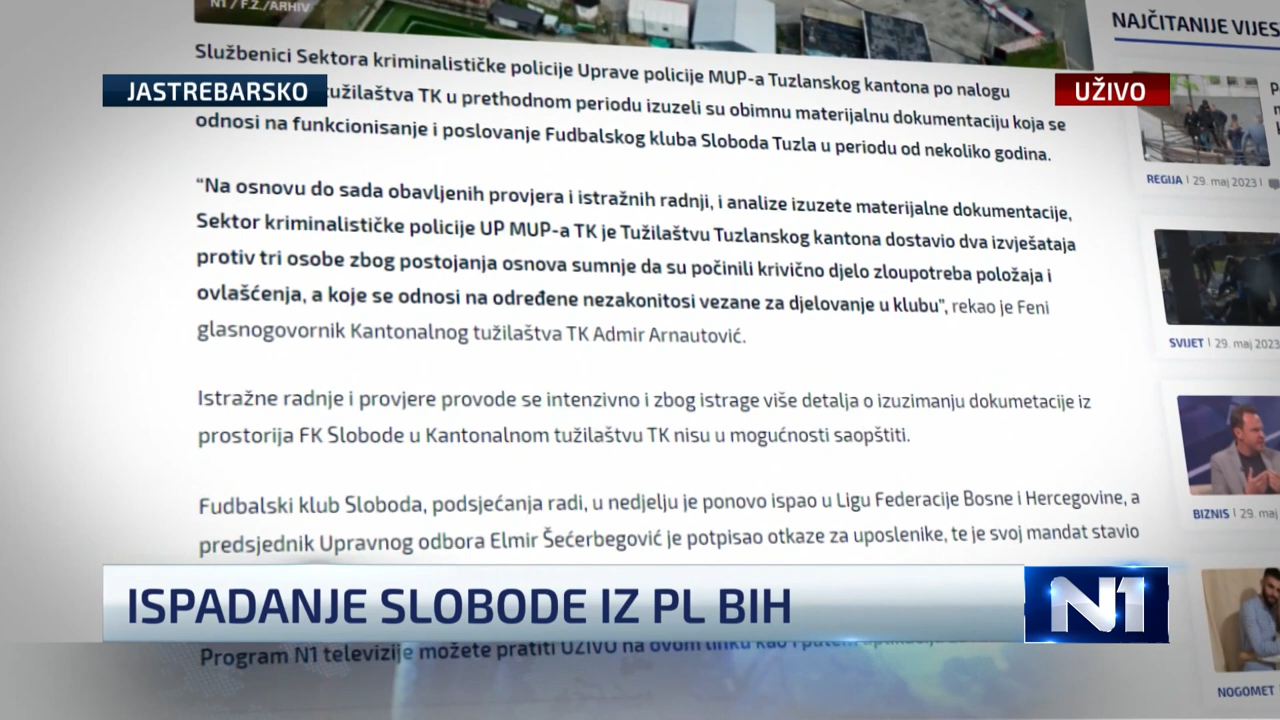 N1 / F.Ž./ARHIV
NAJČITANIJE VIJES
Službenici Sektora kriminalističke policije Uprave policije MUP-a Tuzlanskog kantona po nalogu
JASTREBARSKO
UŽIVO
tužilaštva TK u prethodnom periodu izuzeli su obimnu materijalnu dokumentaciju koja se
odnosi na funkcionisanje i poslovanje Fudbalskog kluba Sloboda Tuzla u periodu od nekoliko godina.
REGIJA | 29. maj 2023 |
“Na osnovu do sada obavljenih provjera i istražnih radnji, i analize izuzete materijalne dokumentacije,
Sektor kriminalističke policije UP MUP-a TK je Tužilaštvu Tuzlanskog kantona dostavio dva izvještaja
protiv tri osobe zbog postojanja osnova sumnje da su počinili krivično djelo zloupotreba položaja i
ovlašćenja, a koje se odnosi na određene nezakonitosi vezane za djelovanje u klubu”, rekao je Feni
glasnogovornik Kantonalnog tužilaštva TK Admir Arnautović.
SVIJET | 29. maj 2023
Istražne radnje i provjere provode se intenzivno i zbog istrage više detalja o izuzimanju dokumetacije iz
prostorija FK Slobode u Kantonalnom tužilaštvu TK nisu u mogućnosti saopštiti.
BIZNIS | 29. maj
Fudbalski klub Sloboda, podsjećanja radi, u nedjelju je ponovo ispao u Ligu Federacije Bosne i Hercegovine, a
predsjednik Upravnog odbora Elmir Šećerbegović je potpisao otkaze za uposlenike, te je svoj mandat stavio
ISPADANJE SLOBODE IZ PL BIH
N1
Program N1 televizije možete pratiti UŽIVO na ovom linku kao i putem
NOGOMET